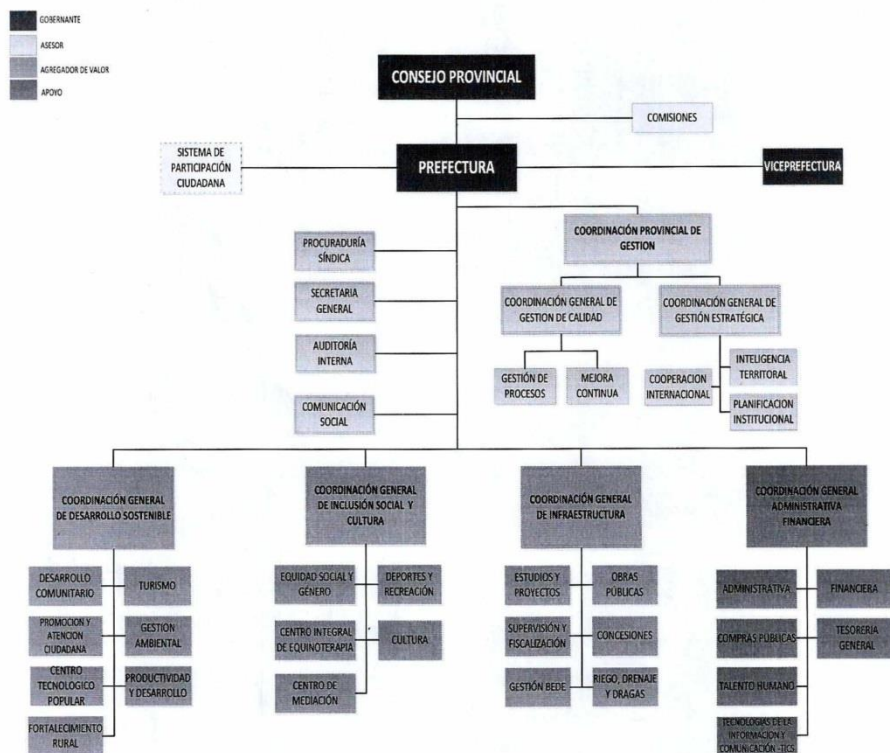 GOBERNANTE
ASESOR
AGREGADOR DE VALOR
APOYO
CONSEJO PROVINCIAL
COMISIONES
SISTEMA DE
PARTICIPACIÓN
CIUDADANA
PREFECTURA
VICEPREFECTURA
COORDINACIÓN PROVINCIAL DE
GESTION
PROCURADURÍA
SÍNDICA
SECRETARIA
GENERAL
AUDITORÍA
INTERNA
COMUNICACIÓN
SOCIAL
COORDINACIÓN GENERAL DE
GESTION DE CALIDAD
COORDINACIÓN GENERAL DE
GESTIÓN ESTRATÉGICA
GESTIÓN DE
PROCESOS
MEJORA
CONTINUA
COOPERACION
INTERNACIONAL
INTELIGENCIA
TERRITORAL
PLANIFICACION
INSTITUCIONAL
COORDINACIÓN GENERAL
DE DESARROLLO SOSTENIBLE
COORDINACIÓN GENERAL
DE INCLUSIÓN SOCIAL Y
CULTURA
COORDINACIÓN GENERAL
DE INFRAESTRUCTURA
COORDINACIÓN GENERAL
ADMINISTRATIVA
FINANCIERA
DESARROLLO
COMUNITARIO
TURISMO
PROMOCION Y
ATENCION
CIUDADANA
GESTIÓN
AMBIENTAL
CENTRO
TECNOLOGICO
POPULAR
PRODUCTIVIDAD
Y DESARROLLO
FORTALECIMIENTO
RURAL
EQUIDAD SOCIAL Y
GÉNERO
DEPORTES Y
RECREACIÓN
CENTRO INTEGRAL
DE EQUINOTERAPIA
CULTURA
CENTRO DE
MEDIACIÓN
ESTUDIOS Y
PROYECTOS
OBRAS
PÚBLICAS
SUPERVISIÓN Y
FISCALIZACIÓN
CONCESIONES
GESTIÓN BEDE
RIEGO, DRENAJE
Y DRAGAS
ADMINISTRATIVA
FINANCIERA
COMPRAS PÚBLICAS
TESORERIA
GENERAL
TALENTO HUMANO
TECNOLOGIAS DE LA
INFORMACION Y
COMUNICACIÓN -TICS